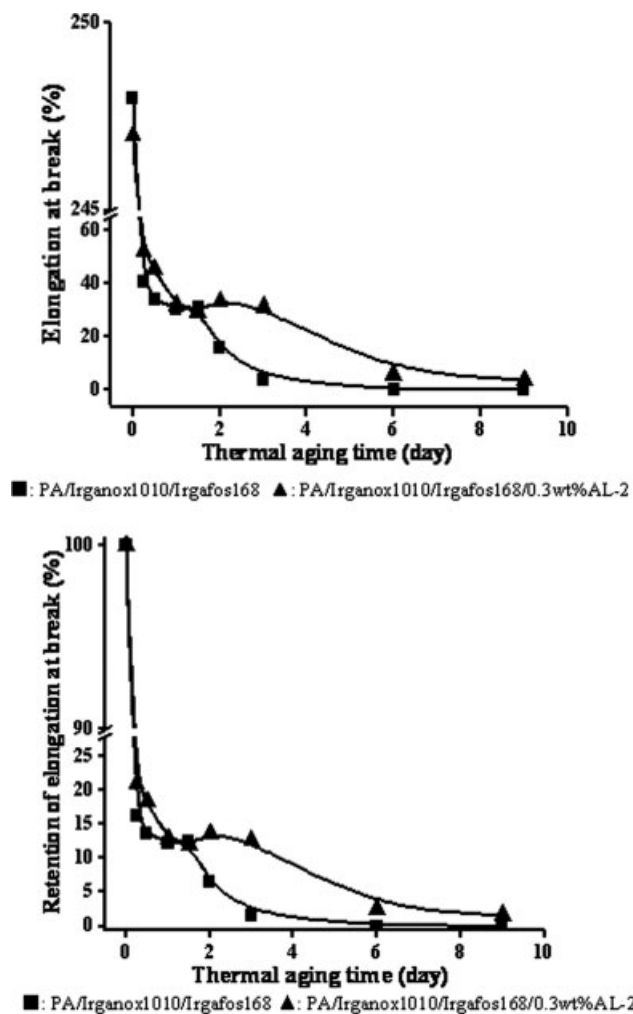 250
245
60
40
20
0
Elongation at break (%)
0 2 4 6 8 10
Thermal aging time (day)
■: PA/Irganox1010/Irgafos168 ▲: PA/Irganox1010/Irgafos168/0.3wt%AL-2
100
90
25
20
15
10
5
0
Retention of elongation at break (%)
0 2 4 6 8 10
Thermal aging time (day)
■: PA/Irganox1010/Irgafos168 ▲: PA/Irganox1010/Irgafos168/0.3wt%AL-2